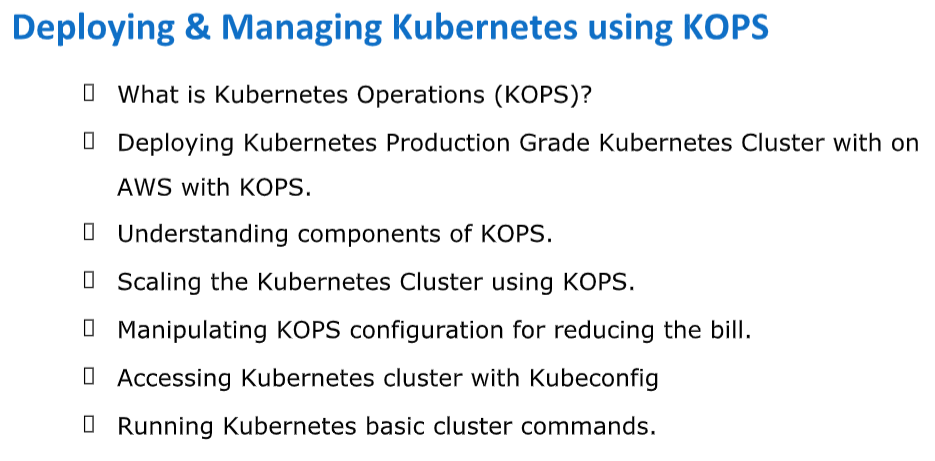 Deploying & Managing Kubernetes using KOPS
What is Kubernetes Operations (KOPS)?
Deploying Kubernetes Production Grade Kubernetes Cluster with on
AWS with KOPS.
Understanding components of KOPS.
Scaling the Kubernetes Cluster using KOPS.
Manipulating KOPS configuration for reducing the bill.
Accessing Kubernetes cluster with Kubeconfig
Running Kubernetes basic cluster commands.